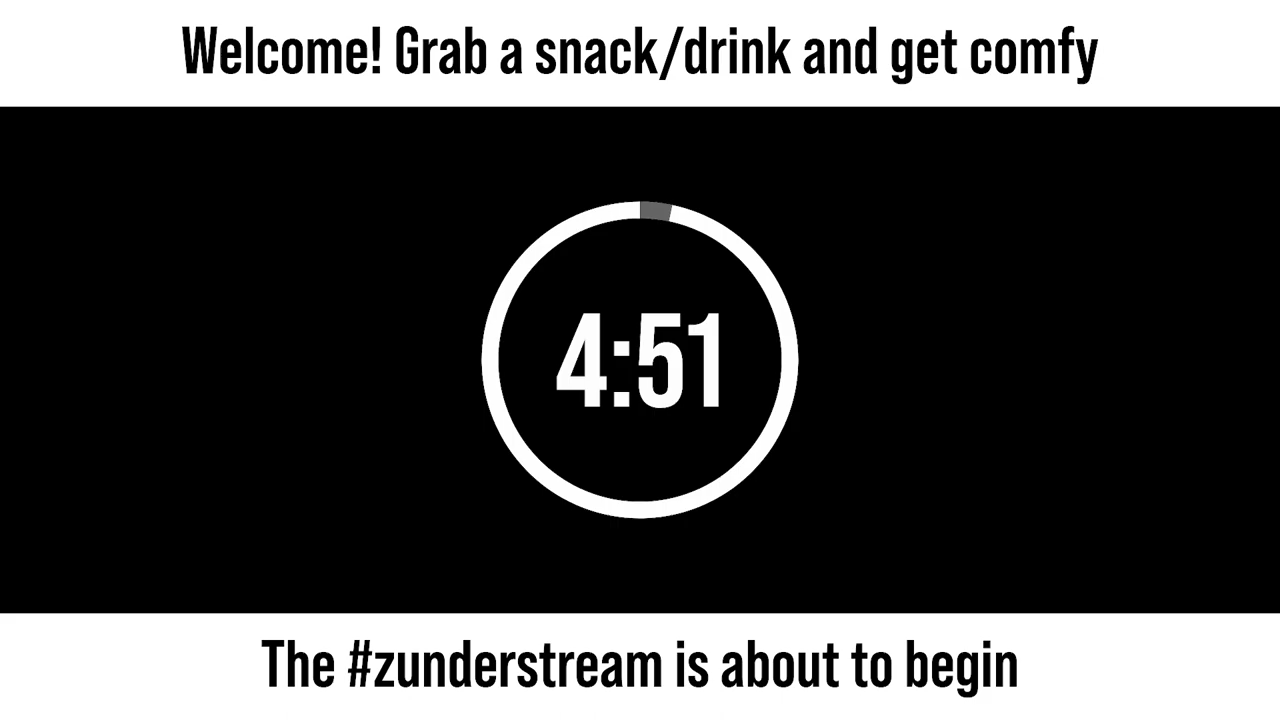 Welcome! Grab a snack/drink and get comfy
4:51
The #zunderstream is about to begin